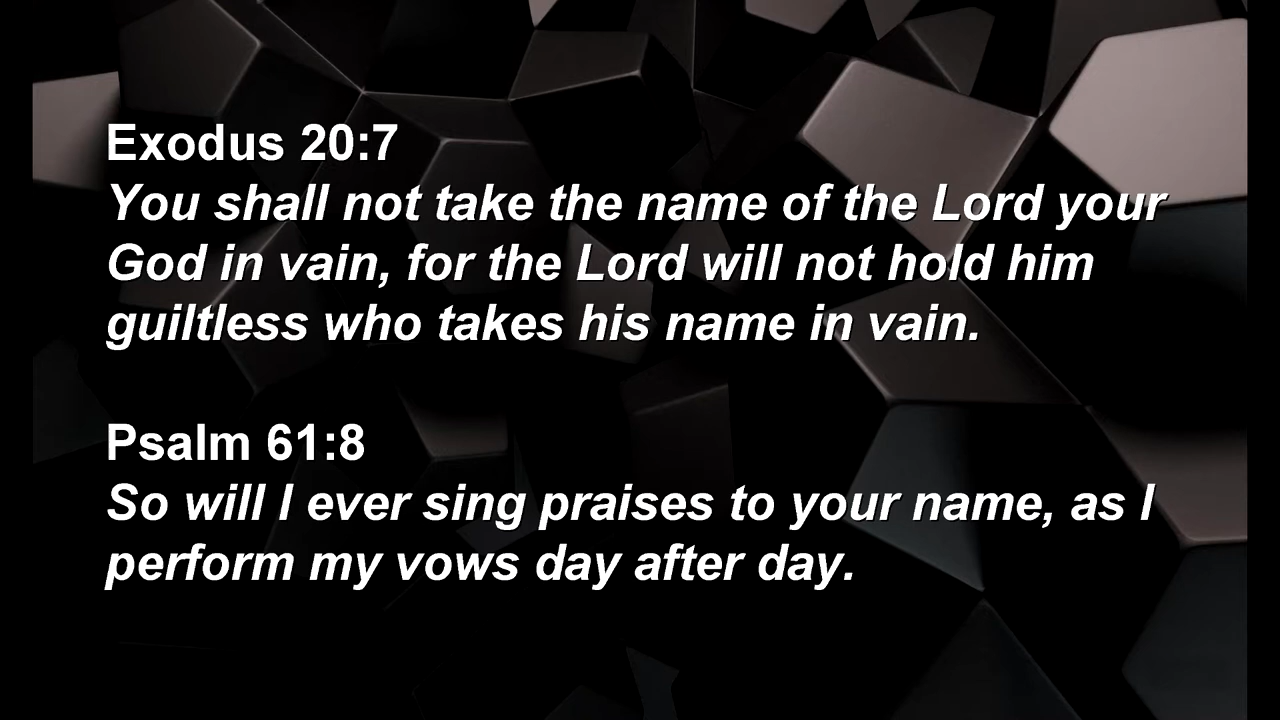 Exodus 20:7
You shall not take the name of the Lord your
God in vain, for the Lord will not hold him
guiltless who takes his name in vain.
Psalm 61:8
So will I ever sing praises to your name, as I
perform my vows day after day.